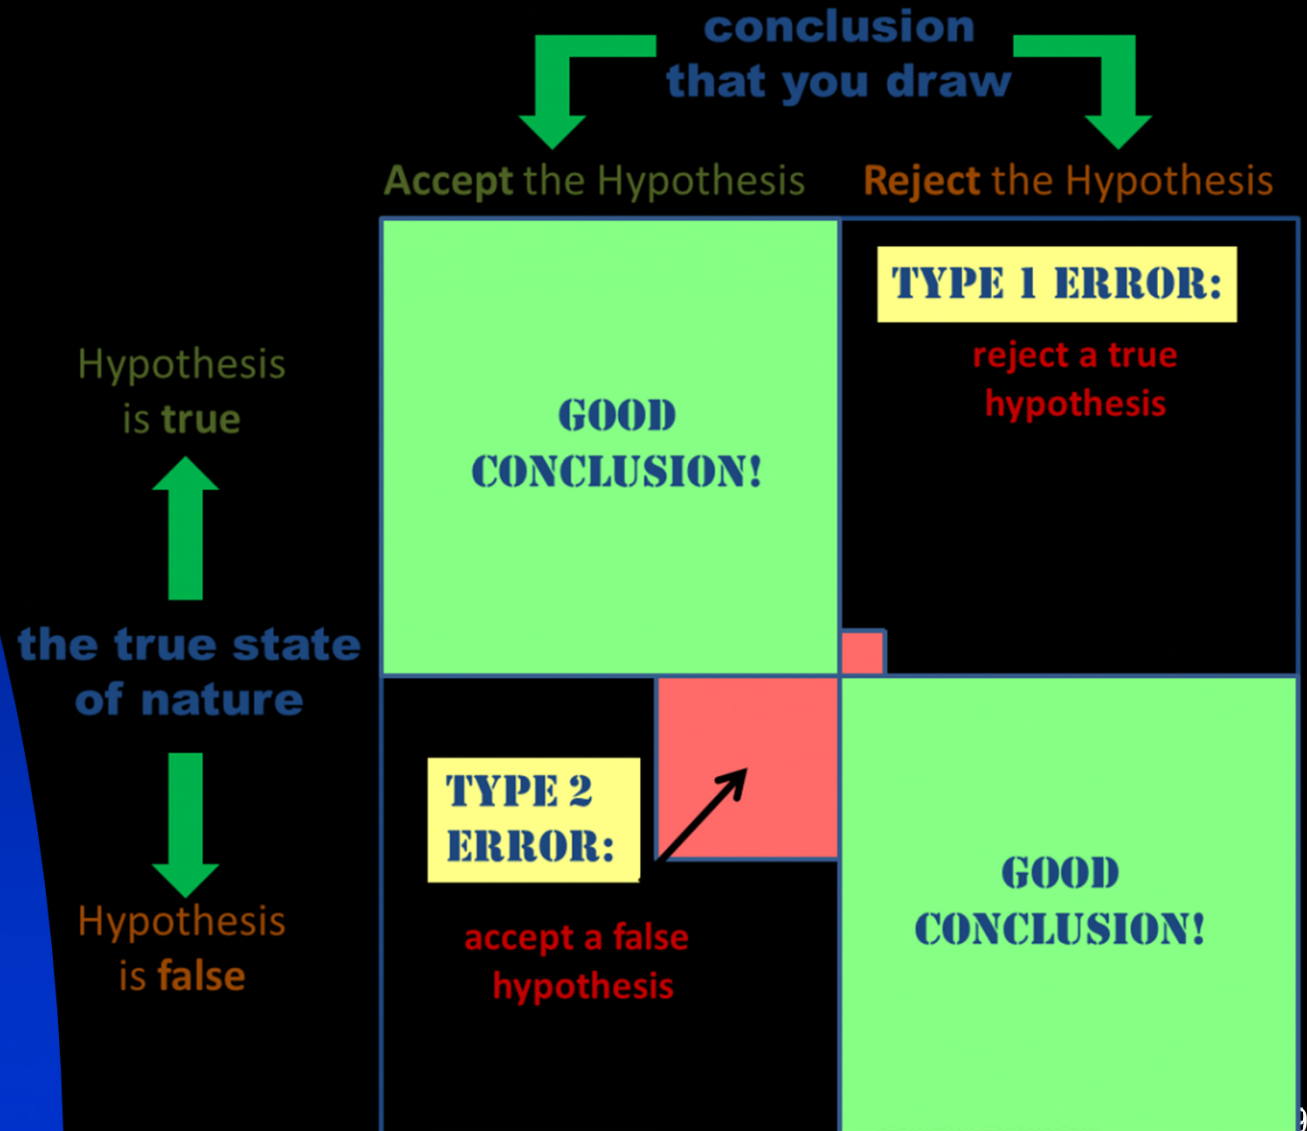 conclusion
that you draw
Accept the Hypothesis
Reject the Hypothesis
TYPE 1 ERROR:
reject a true
hypothesis
Hypothesis
is true
GOOD
CONCLUSION!
the true state
of nature
TYPE 2
ERROR:
accept a false
hypothesis
Hypothesis
is false
GOOD
CONCLUSION!